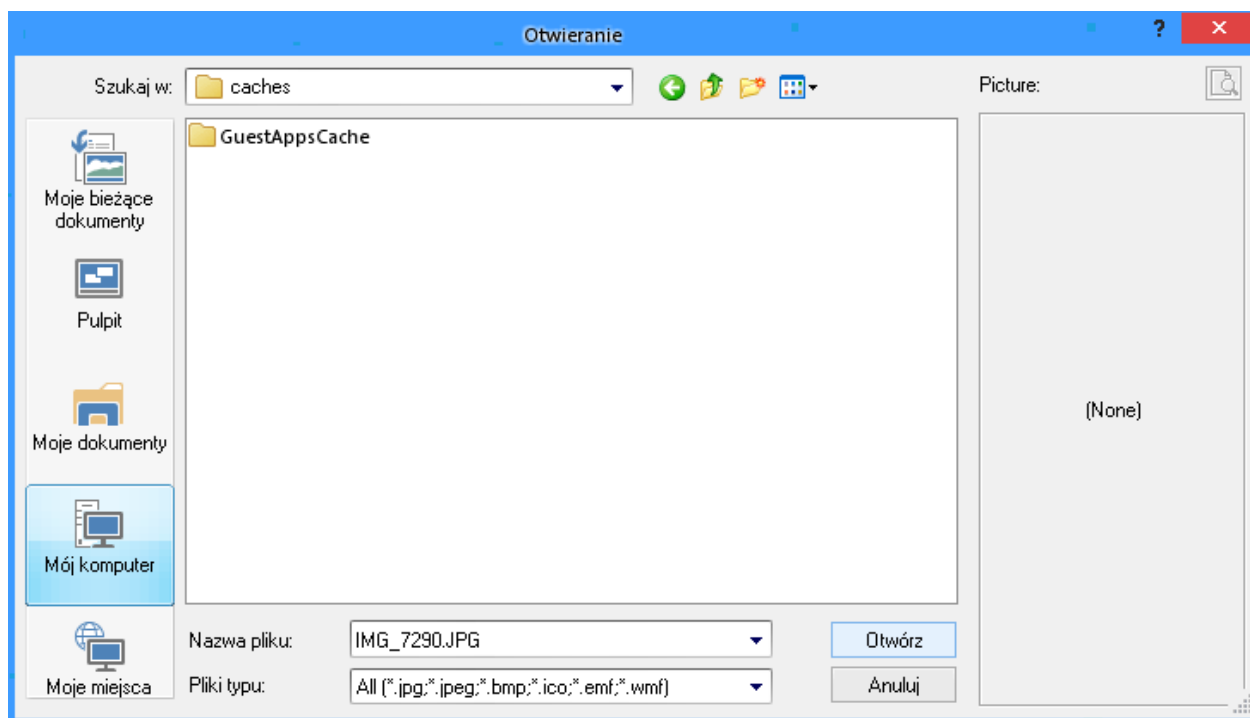 Otwieranie
?
Szukaj w:
caches
Picture:
GuestAppsCache
Moje bieżące
dokumenty
Pulpit
Moje dokumenty
Mój komputer
Moje miejsca
(None)
Nazwa pliku:
IMG_7290.JPG
Otwórz
Pliki typu:
All (*.jpg;*.jpeg;*.bmp;*.ico;*.emf;*.wmf)
Anuluj